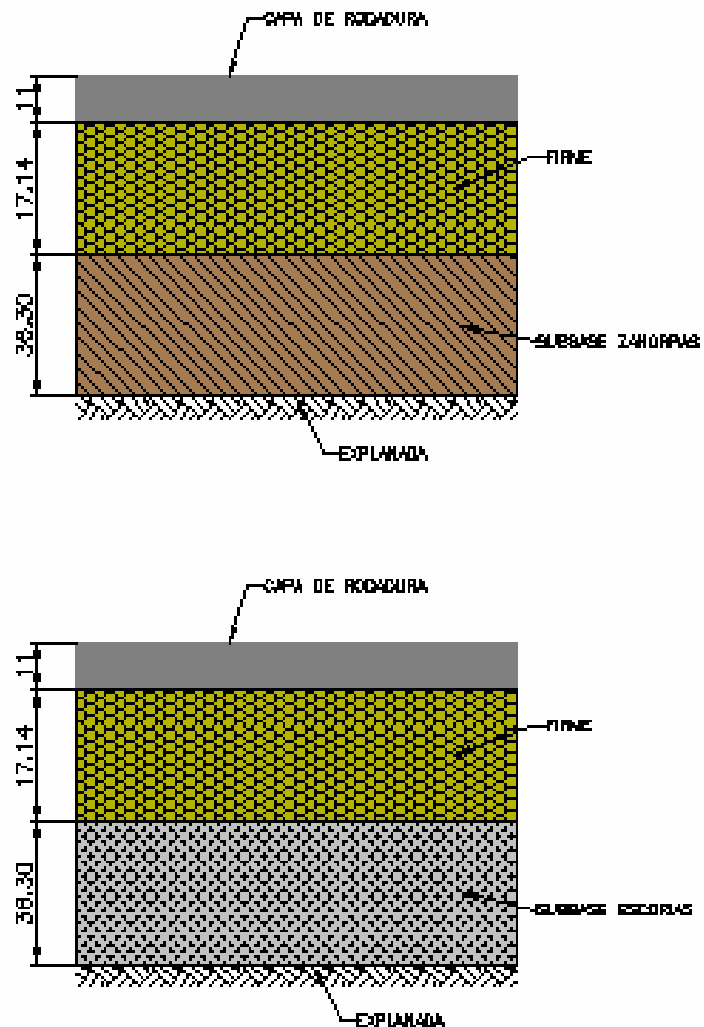 CAPA DE RODADURA
11
FIRME
17.14
38.30
SUBBASE ZAHORRAS
EXPLANADA
CAPA DE RODADURA
11
FIRME
17.14
38.30
SUBBASE ESCORIAS
EXPLANADA